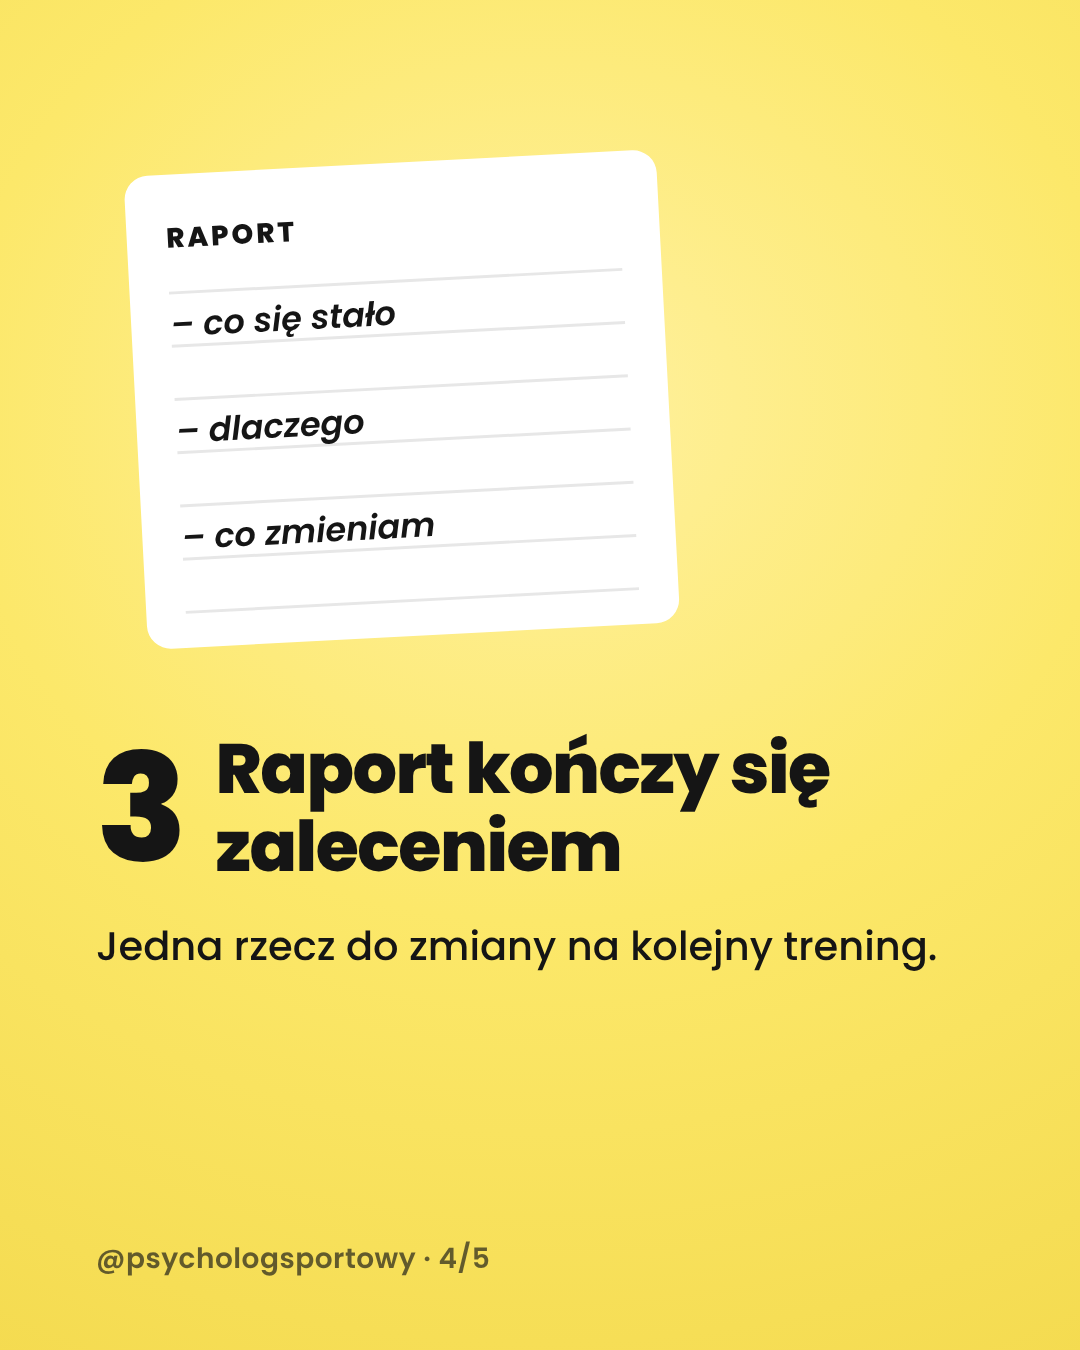 RAPORT
– co się stało
– dlaczego
– co zmieniam
3 Raport kończy się
zaleceniem
Jedna rzecz do zmiany na kolejny trening.
@psychologsportowy · 4/5